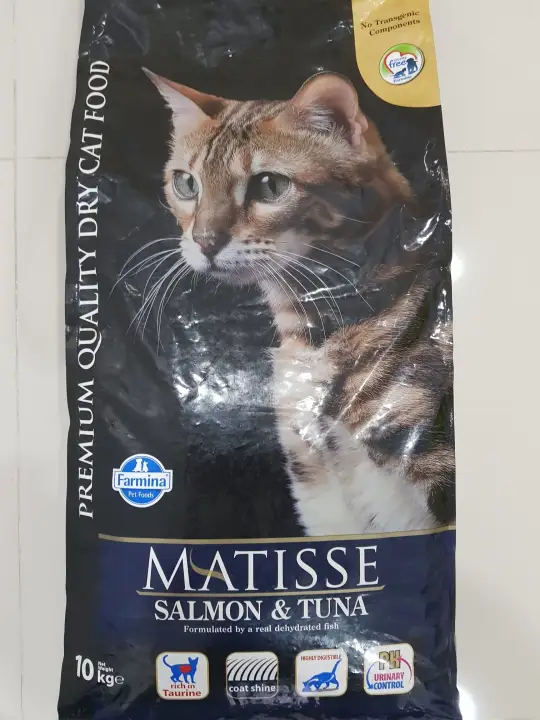 No Transgenic
Components
free
PREMIUM QUALITY DRY CAT FOOD
Farmina
Pet Foods
MATISSE
SALMON & TUNA
Formulated by a real dehydrated fish
10 kg e
Net
Weight
rich in
Taurine
coat shine
HIGHLY DIGESTIBLE
PH
URINARY
CONTROL